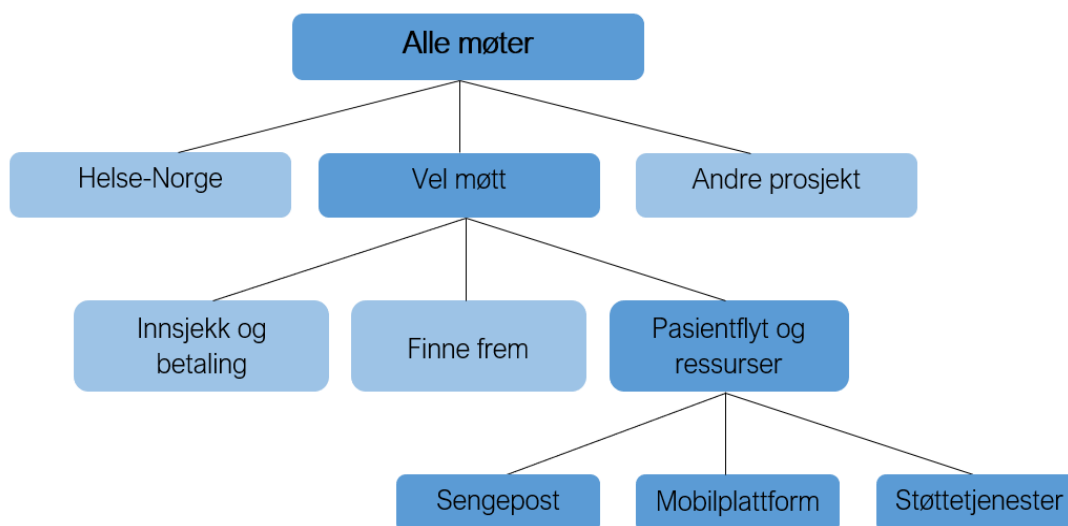 Alle møter
Helse-Norge
Vel møtt
Andre prosjekt
Innsjekk og
betaling
Finne frem
Pasientflyt og
ressurser
Sengepost
Mobilplattform
Støttetjenester